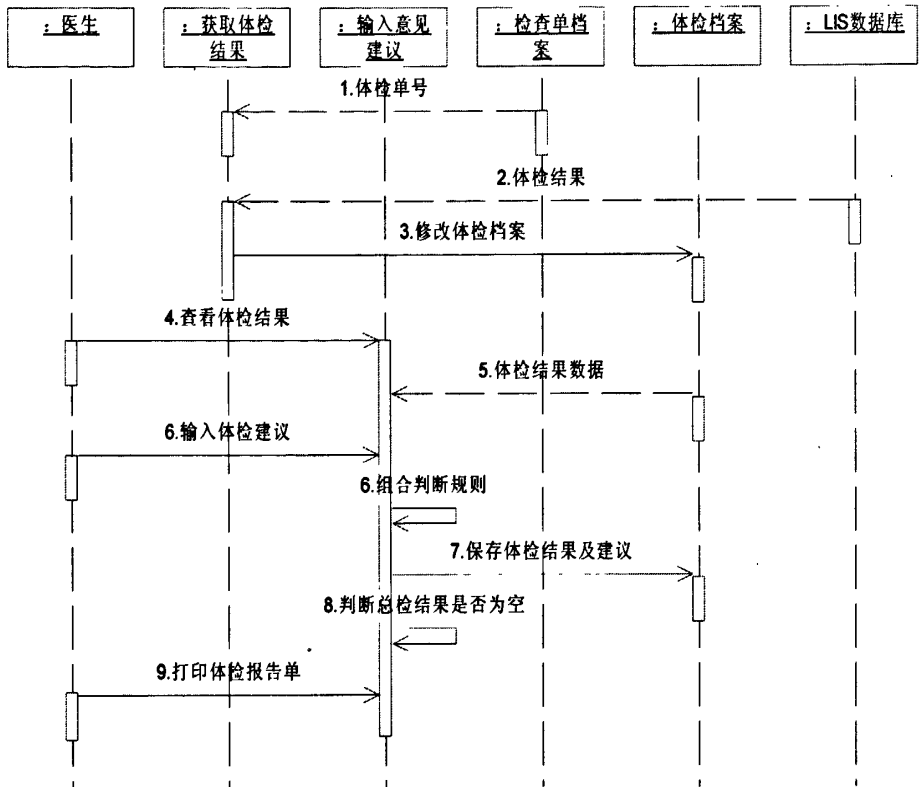 ：医生
：获取体检
结果
：输入意见
建议
：检查单档
案
：体检档案
：LIS数据库
1.体检单号
2.体检结果
3.修改体检档案
4.查看体检结果
5.体检结果数据
6.输入体检建议
6.组合判断规则
7.保存体检结果及建议
8.判断总检结果是否为空
9.打印体检报告单